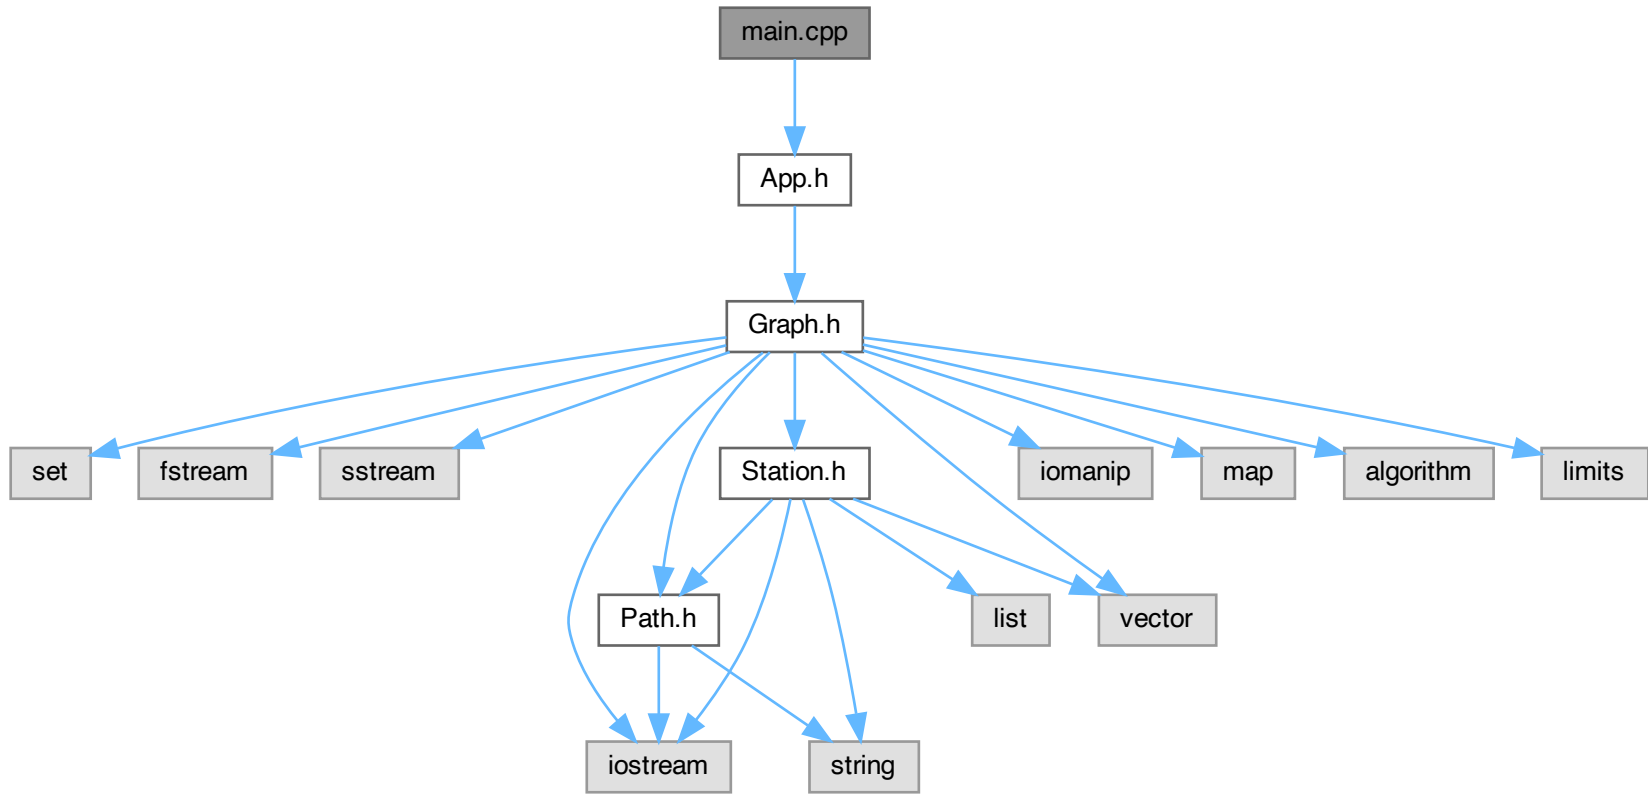 main.cpp
App.h
Graph.h
set
fstream
sstream
Station.h
iomanip
map
algorithm
limits
Path.h
list
vector
iostream
string